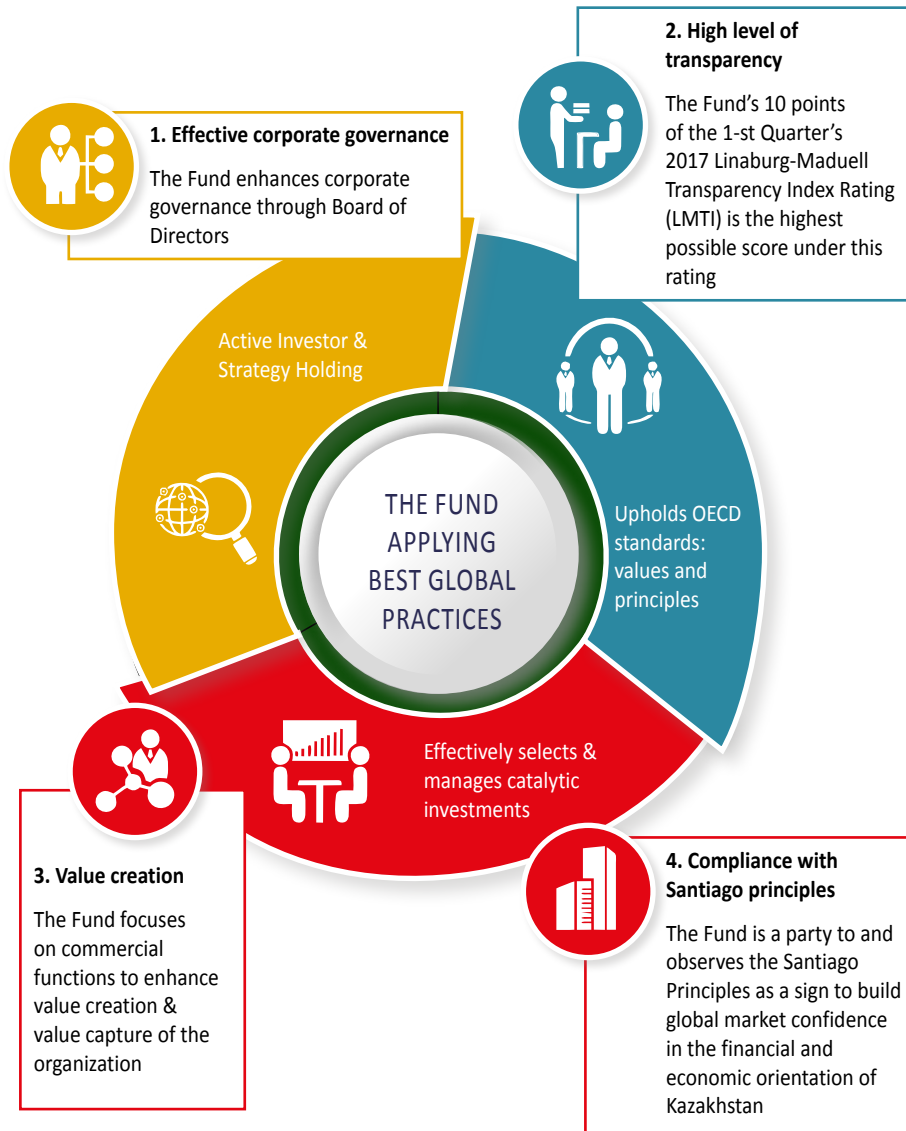 1. Effective corporate governance
The Fund enhances corporate
governance through Board of
Directors
2. High level of
transparency
The Fund’s 10 points
of the 1-st Quarter’s
2017 Linaburg-Maduell
Transparency Index Rating
(LMTI) is the highest
possible score under this
rating
Active Investor &
Strategy Holding
THE FUND
APPLYING
BEST GLOBAL
PRACTICES
Upholds OECD
standards:
values and
principles
Effectively selects &
manages catalytic
investments
3. Value creation
The Fund focuses
on commercial
functions to enhance
value creation &
value capture of the
organization
4. Compliance with
Santiago principles
The Fund is a party to and
observes the Santiago
Principles as a sign to build
global market confidence
in the financial and
economic orientation of
Kazakhstan